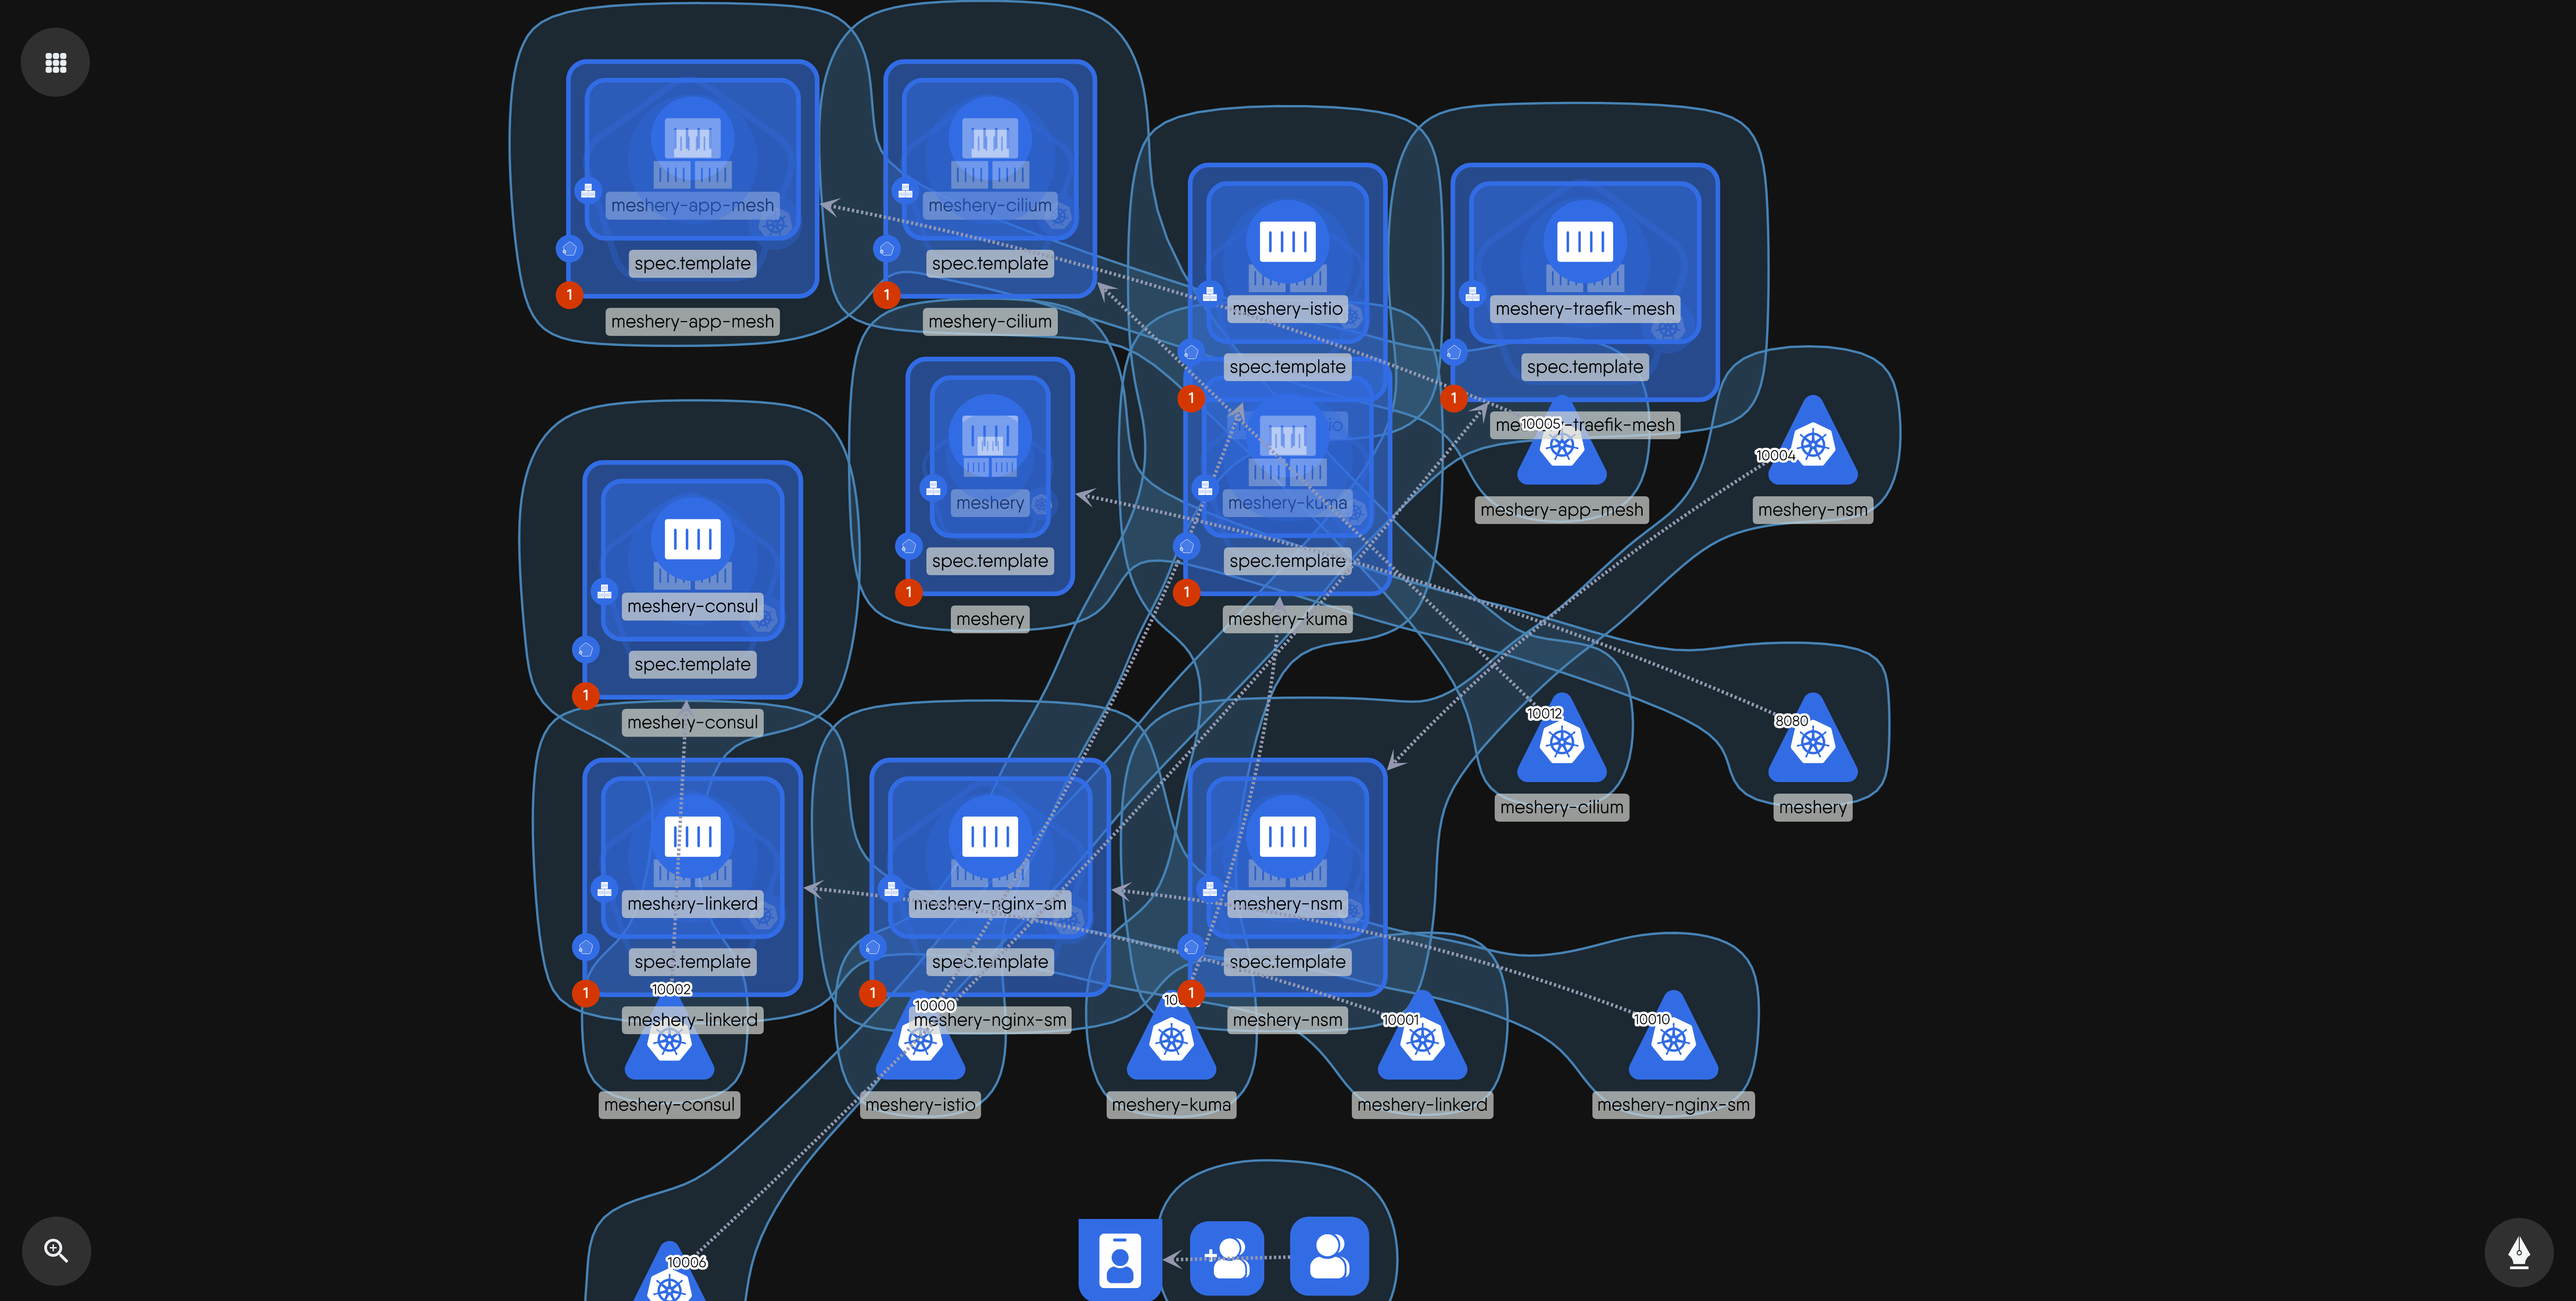 meshery-app-mesh
spec.template
1
meshery-app-mesh
meshery-cilium
spec.template
1
meshery-cilium
meshery-istio
spec.template
1
meshery-traefik-mesh
spec.template
1
10005
10004
meshery-app-mesh
meshery-nsm
meshery
spec.template
1
meshery
meshery-kuma
spec.template
1
meshery-kuma
meshery-consul
spec.template
1
meshery-consul
10012
8080
meshery-cilium
meshery
meshery-linkerd
spec.template
1
meshery-linkerd
meshery-nginx-sm
spec.template
1
meshery-nginx-sm
meshery-nsm
spec.template
1
meshery-nsm
10002
10000
10001
10010
meshery-consul
meshery-istio
meshery-kuma
meshery-linkerd
meshery-nginx-sm
10006